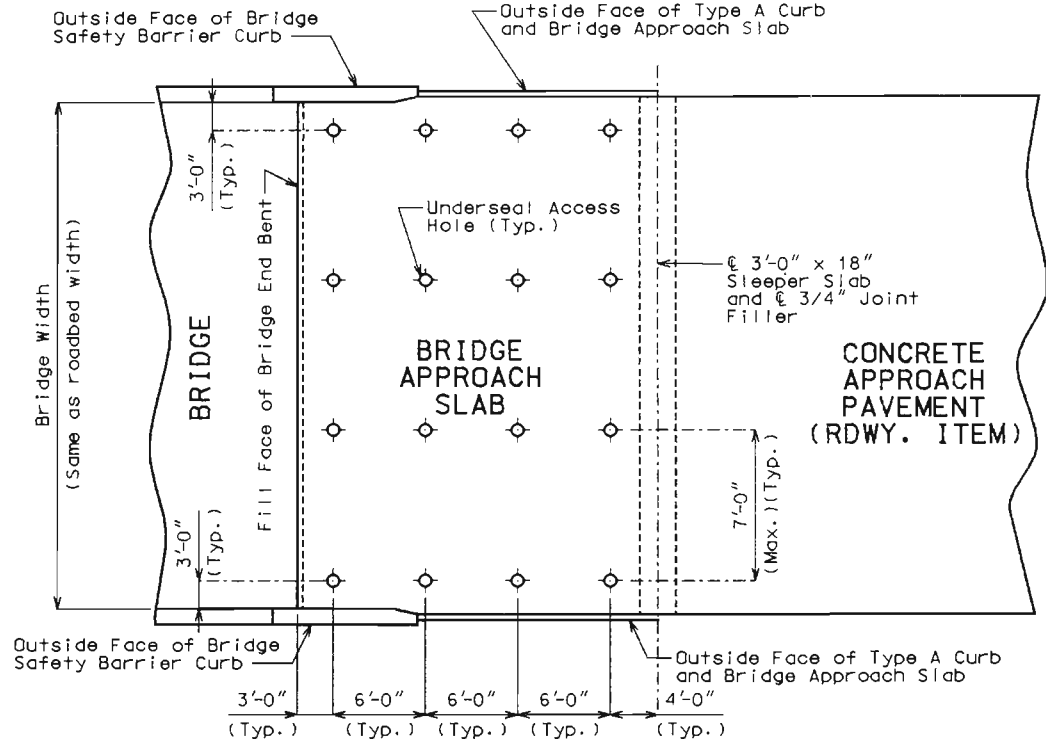 Outside Face of Bridge
Safety Barrier Curb
Outside Face of Type A Curb
and Bridge Approach Slab
3'-0"
(Typ.)
Bridge Width
(Same as roadbed width)
BRIDGE
Fill Face of Bridge End Bent
Underseal Access
Hole (Typ.)
BRIDGE
APPROACH
SLAB
℄ 3'-0" x 18"
Sleeper Slab
and ℄ 3/4" Joint
Filler
CONCRETE
APPROACH
PAVEMENT
(RDWY. ITEM)
7'-0"
(Max.)(Typ.)
3'-0"
(Typ.)
Outside Face of Bridge
Safety Barrier Curb
Outside Face of Type A Curb
and Bridge Approach Slab
3'-0" 6'-0" 6'-0" 6'-0" 4'-0"
(Typ.) (Typ.) (Typ.) (Typ.) (Typ.)